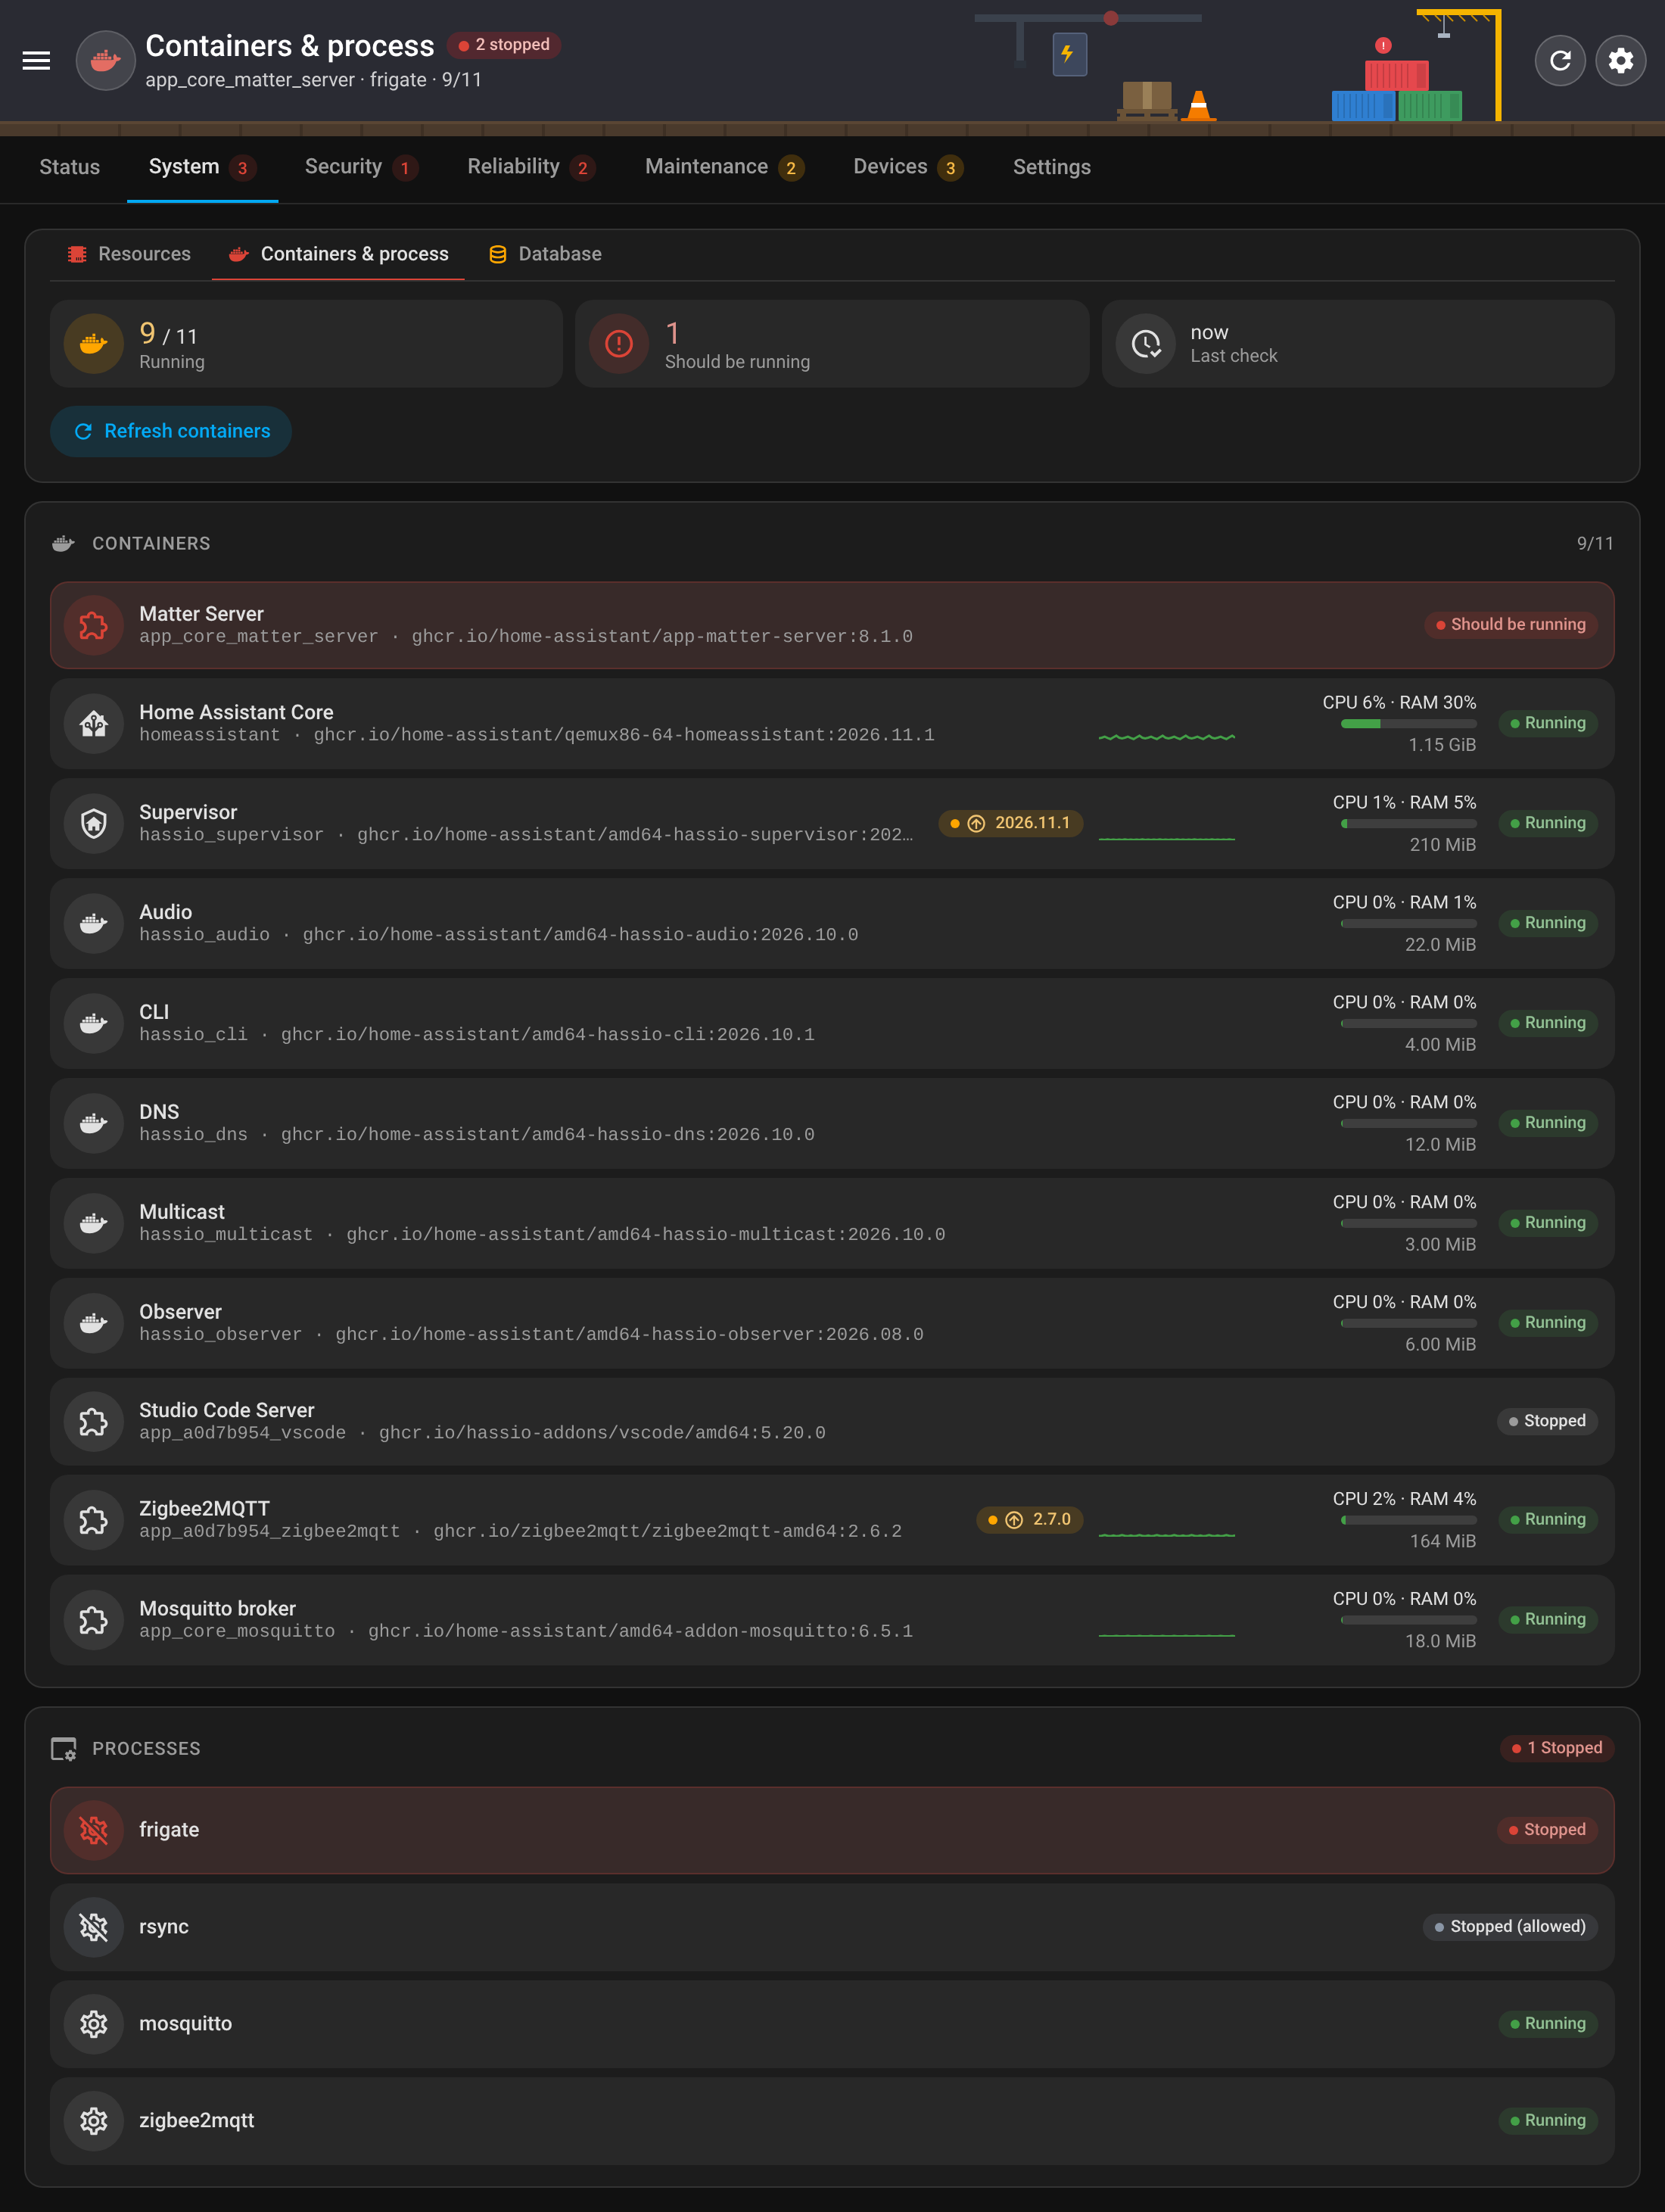 Containers & process
2 stopped
app_core_matter_server · frigate · 9/11
Status
System 3
Security 1
Reliability 2
Maintenance 2
Devices 3
Settings
Resources
Containers & process
Database
9 / 11
Running
1
Should be running
now
Last check
Refresh containers
CONTAINERS
9/11
Matter Server
app_core_matter_server · ghcr.io/home-assistant/app-matter-server:8.1.0
Should be running
Home Assistant Core
homeassistant · ghcr.io/home-assistant/qemux86-64-homeassistant:2026.11.1
CPU 6% · RAM 30%
1.15 GiB
Running
Supervisor
hassio_supervisor · ghcr.io/home-assistant/amd64-hassio-supervisor:202…
2026.11.1
CPU 1% · RAM 5%
210 MiB
Running
Audio
hassio_audio · ghcr.io/home-assistant/amd64-hassio-audio:2026.10.0
CPU 0% · RAM 1%
22.0 MiB
Running
CLI
hassio_cli · ghcr.io/home-assistant/amd64-hassio-cli:2026.10.1
CPU 0% · RAM 0%
4.00 MiB
Running
DNS
hassio_dns · ghcr.io/home-assistant/amd64-hassio-dns:2026.10.0
CPU 0% · RAM 0%
12.0 MiB
Running
Multicast
hassio_multicast · ghcr.io/home-assistant/amd64-hassio-multicast:2026.10.0
CPU 0% · RAM 0%
3.00 MiB
Running
Observer
hassio_observer · ghcr.io/home-assistant/amd64-hassio-observer:2026.08.0
CPU 0% · RAM 0%
6.00 MiB
Running
Studio Code Server
app_a0d7b954_vscode · ghcr.io/hassio-addons/vscode/amd64:5.20.0
Stopped
Zigbee2MQTT
app_a0d7b954_zigbee2mqtt · ghcr.io/zigbee2mqtt/zigbee2mqtt-amd64:2.6.2
2.7.0
CPU 2% · RAM 4%
164 MiB
Running
Mosquitto broker
app_core_mosquitto · ghcr.io/home-assistant/amd64-addon-mosquitto:6.5.1
CPU 0% · RAM 0%
18.0 MiB
Running
PROCESSES
1 Stopped
frigate
Stopped
rsync
Stopped (allowed)
mosquitto
Running
zigbee2mqtt
Running